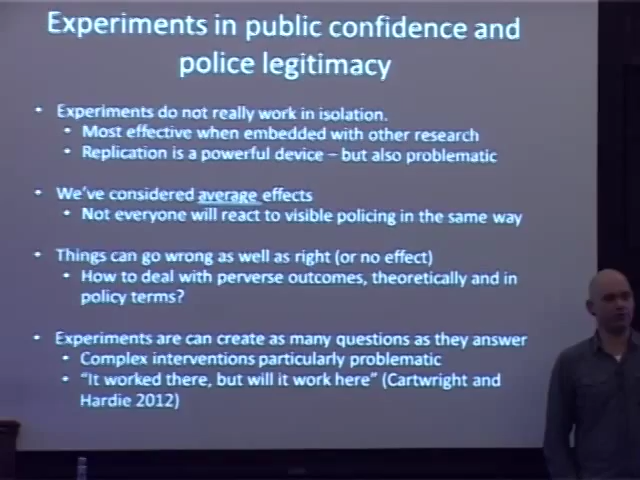 Experiments in public confidence and
police legitimacy
• Experiments do not really work in isolation.
• Most effective when embedded with other research
• Replication is a powerful device – but also problematic
• We've considered average effects
• Not everyone will react to visible policing in the same way
• Things can go wrong as well as right (or no effect)
• How to deal with perverse outcomes, theoretically and in
policy terms?
• Experiments are can create as many questions as they answer
• Complex interventions particularly problematic
• "It worked there, but will it work here" (Cartwright and
Hardie 2012)